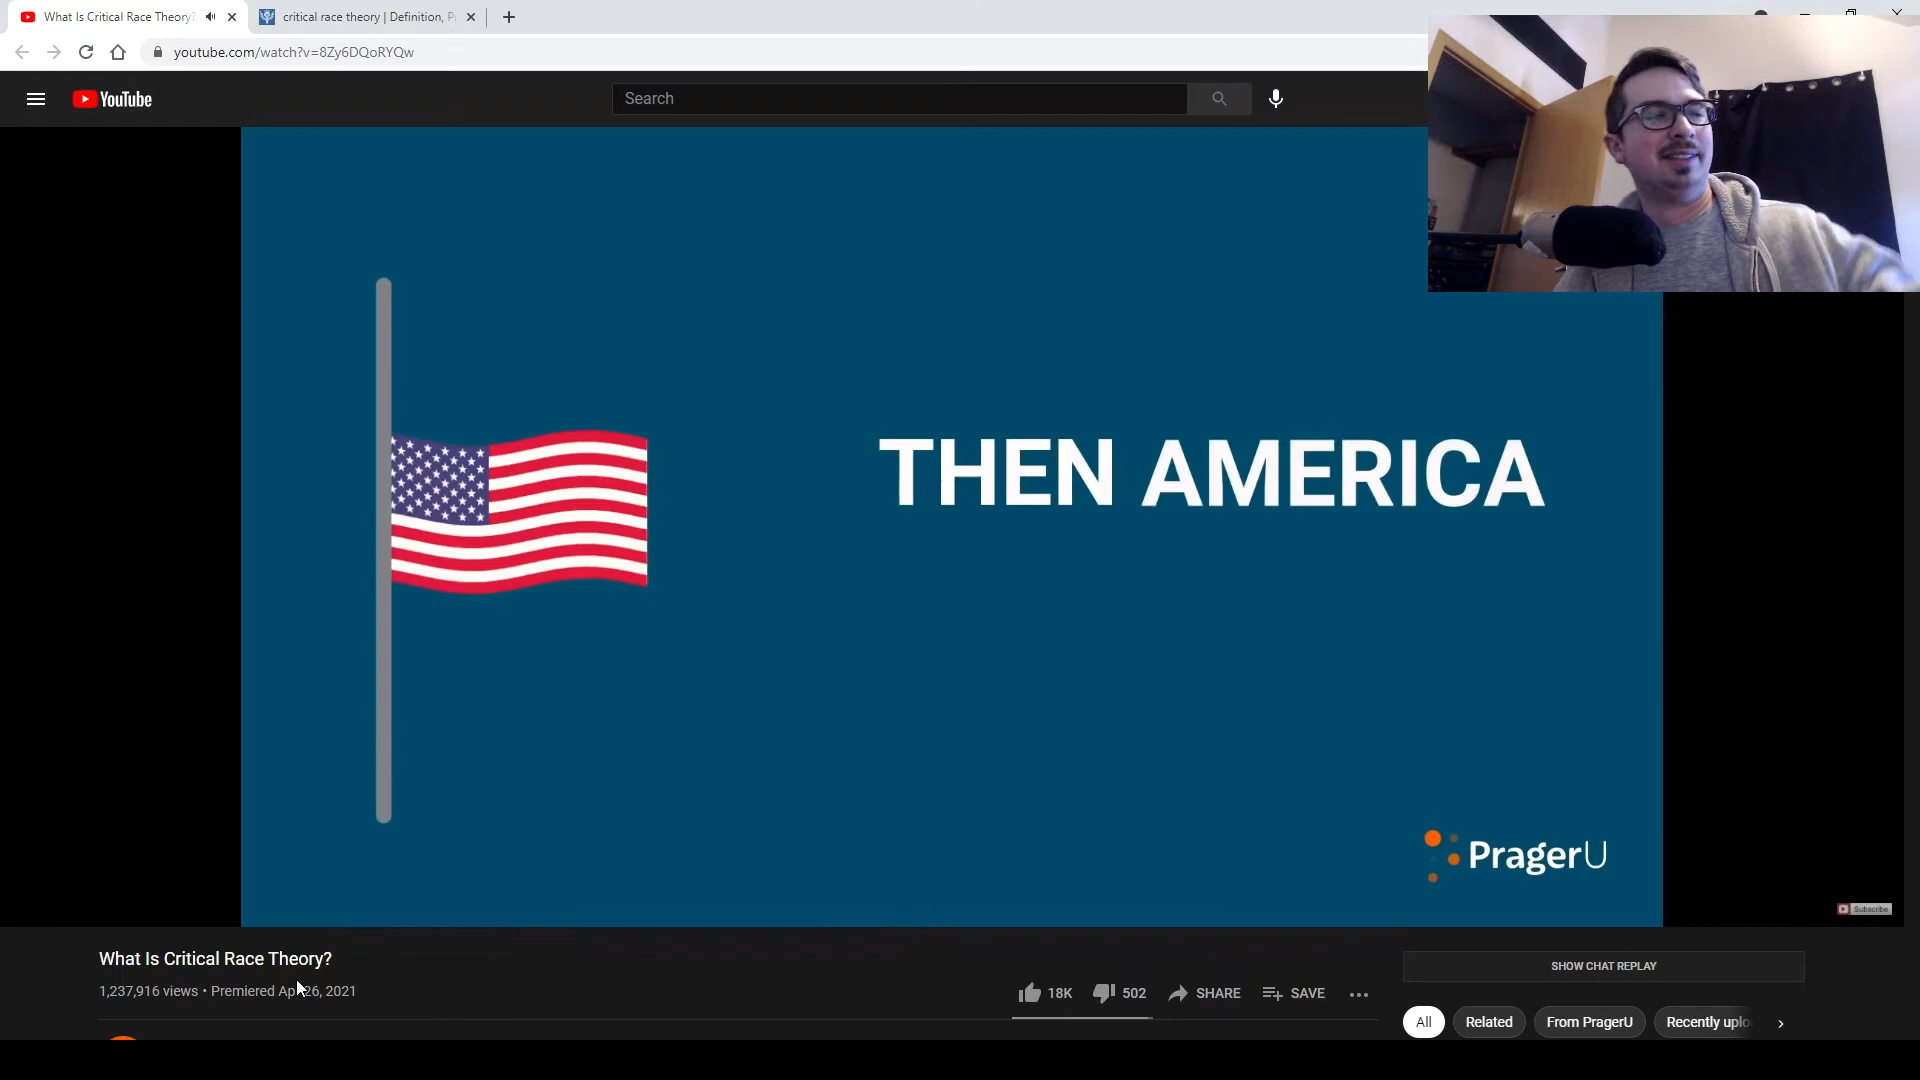 What Is Critical Race Theory?
critical race theory | Definition, P
youtube.com/watch?v=8Zy6DQoRYQw
YouTube
Search
THEN AMERICA
PragerU
Subscribe
What Is Critical Race Theory?
1,237,916 views • Premiered Ap 26, 2021
18K
502
SHARE
SAVE
SHOW CHAT REPLAY
All
Related
From PragerU
Recently uplo